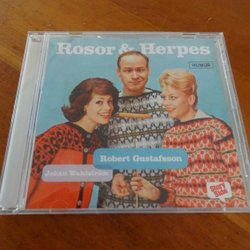 Rosor & Herpes
HUMOR
Robert Gustafsson
Johan Wahlström